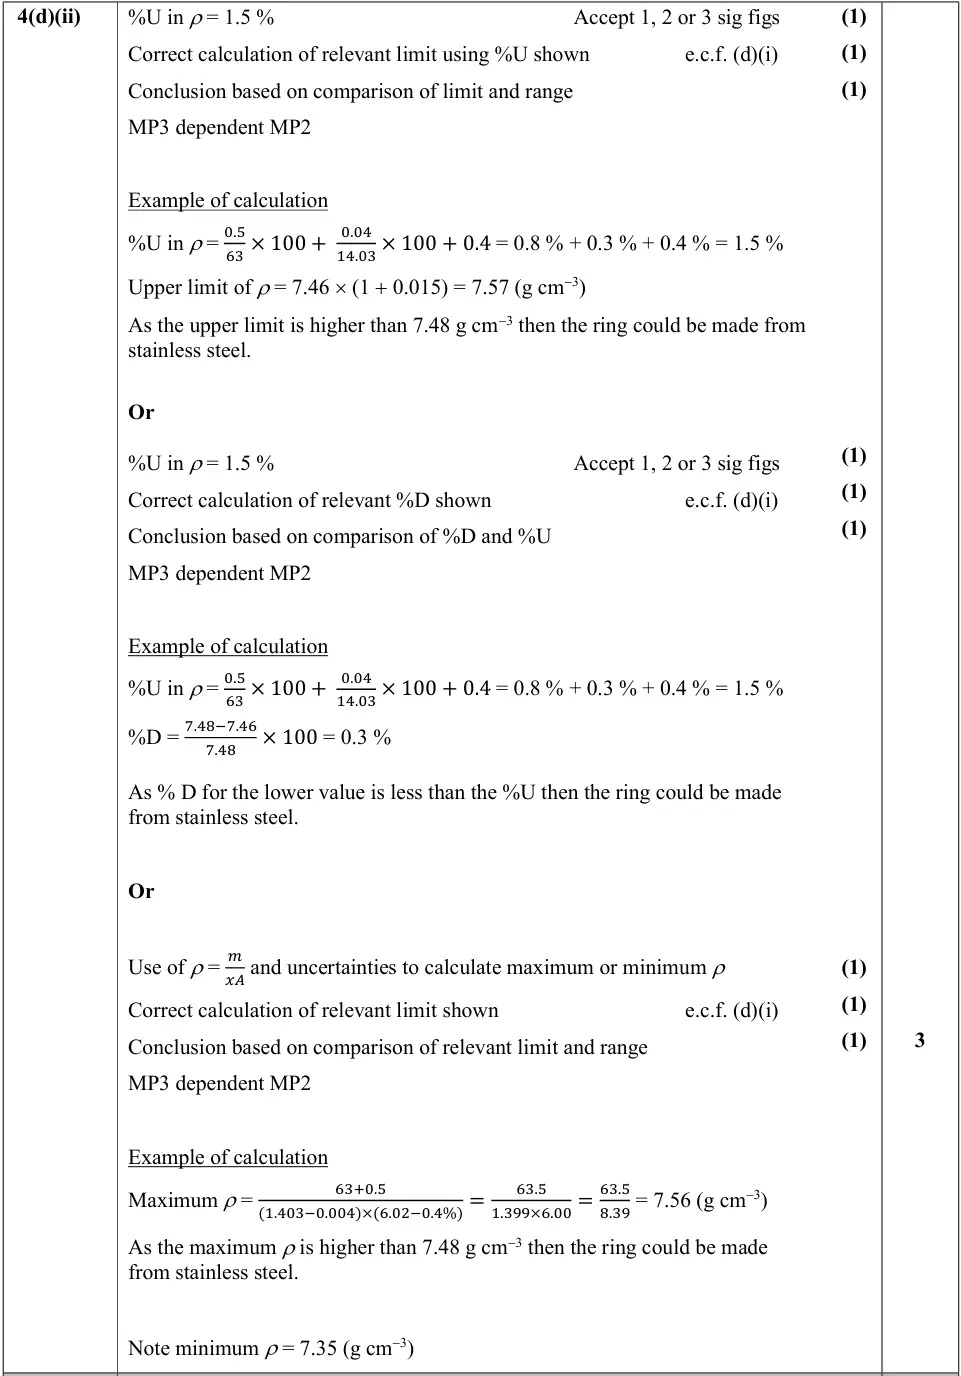 4(d)(ii) %U in ρ = 1.5 % Accept 1, 2 or 3 sig figs (1)
Correct calculation of relevant limit using %U shown e.c.f. (d)(i) (1)
Conclusion based on comparison of limit and range (1)
MP3 dependent MP2
Example of calculation
%U in ρ = 0.5/63 × 100 + 0.04/14.03 × 100 + 0.4 = 0.8 % + 0.3 % + 0.4 % = 1.5 %
Upper limit of ρ = 7.46 × (1 + 0.015) = 7.57 (g cm⁻³)
As the upper limit is higher than 7.48 g cm⁻³ then the ring could be made from
stainless steel.
Or
%U in ρ = 1.5 % Accept 1, 2 or 3 sig figs (1)
Correct calculation of relevant %D shown e.c.f. (d)(i) (1)
Conclusion based on comparison of %D and %U (1)
MP3 dependent MP2
Example of calculation
%U in ρ = 0.5/63 × 100 + 0.04/14.03 × 100 + 0.4 = 0.8 % + 0.3 % + 0.4 % = 1.5 %
%D = 7.48−7.46/7.48 × 100 = 0.3 %
As % D for the lower value is less than the %U then the ring could be made
from stainless steel.
Or
Use of ρ = m/xA and uncertainties to calculate maximum or minimum ρ (1)
Correct calculation of relevant limit shown e.c.f. (d)(i) (1)
Conclusion based on comparison of relevant limit and range (1) 3
MP3 dependent MP2
Example of calculation
Maximum ρ = 63+0.5/(1.403−0.004)×(6.02−0.4%) = 63.5/1.399×6.00 = 63.5/8.39 = 7.56 (g cm⁻³)
As the maximum ρ is higher than 7.48 g cm⁻³ then the ring could be made
from stainless steel.
Note minimum ρ = 7.35 (g cm⁻³)